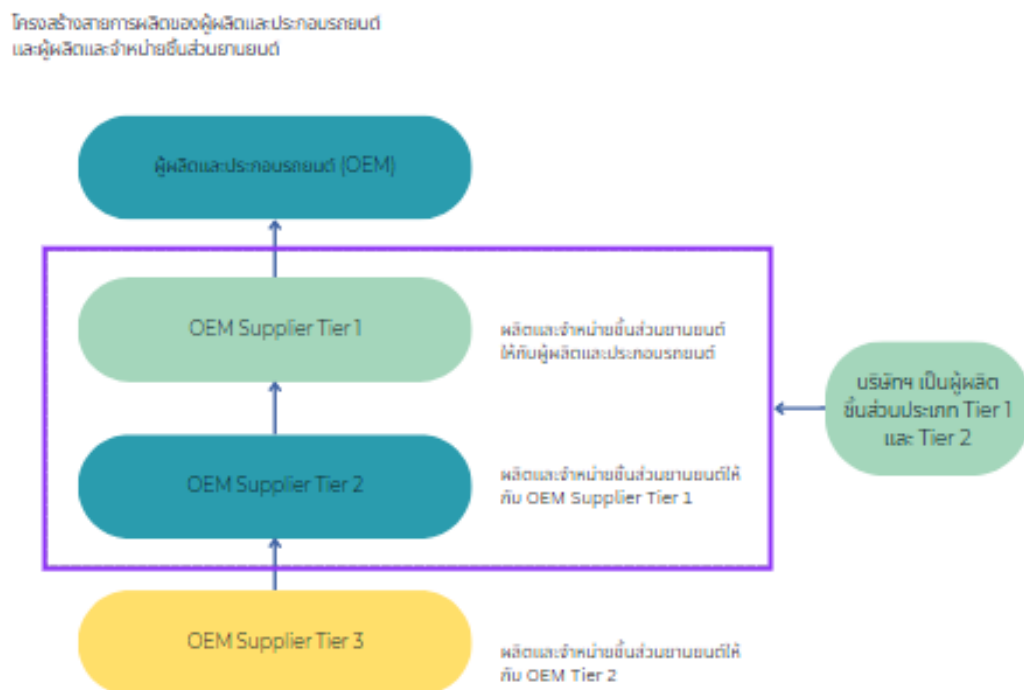 โครงสร้างสายการผลิตของผู้ผลิตและประกอบรถยนต์
และผู้ผลิตและจำหน่ายชิ้นส่วนยานยนต์
ผู้ผลิตและประกอบรถยนต์ (OEM)
OEM Supplier Tier 1
ผลิตและจำหน่ายชิ้นส่วนยานยนต์
ให้กับผู้ผลิตและประกอบรถยนต์
บริษัทฯ เป็นผู้ผลิต
ชิ้นส่วนประเภท Tier 1
และ Tier 2
OEM Supplier Tier 2
ผลิตและจำหน่ายชิ้นส่วนยานยนต์ให้
กับ OEM Supplier Tier 1
OEM Supplier Tier 3
ผลิตและจำหน่ายชิ้นส่วนยานยนต์ให้
กับ OEM Tier 2